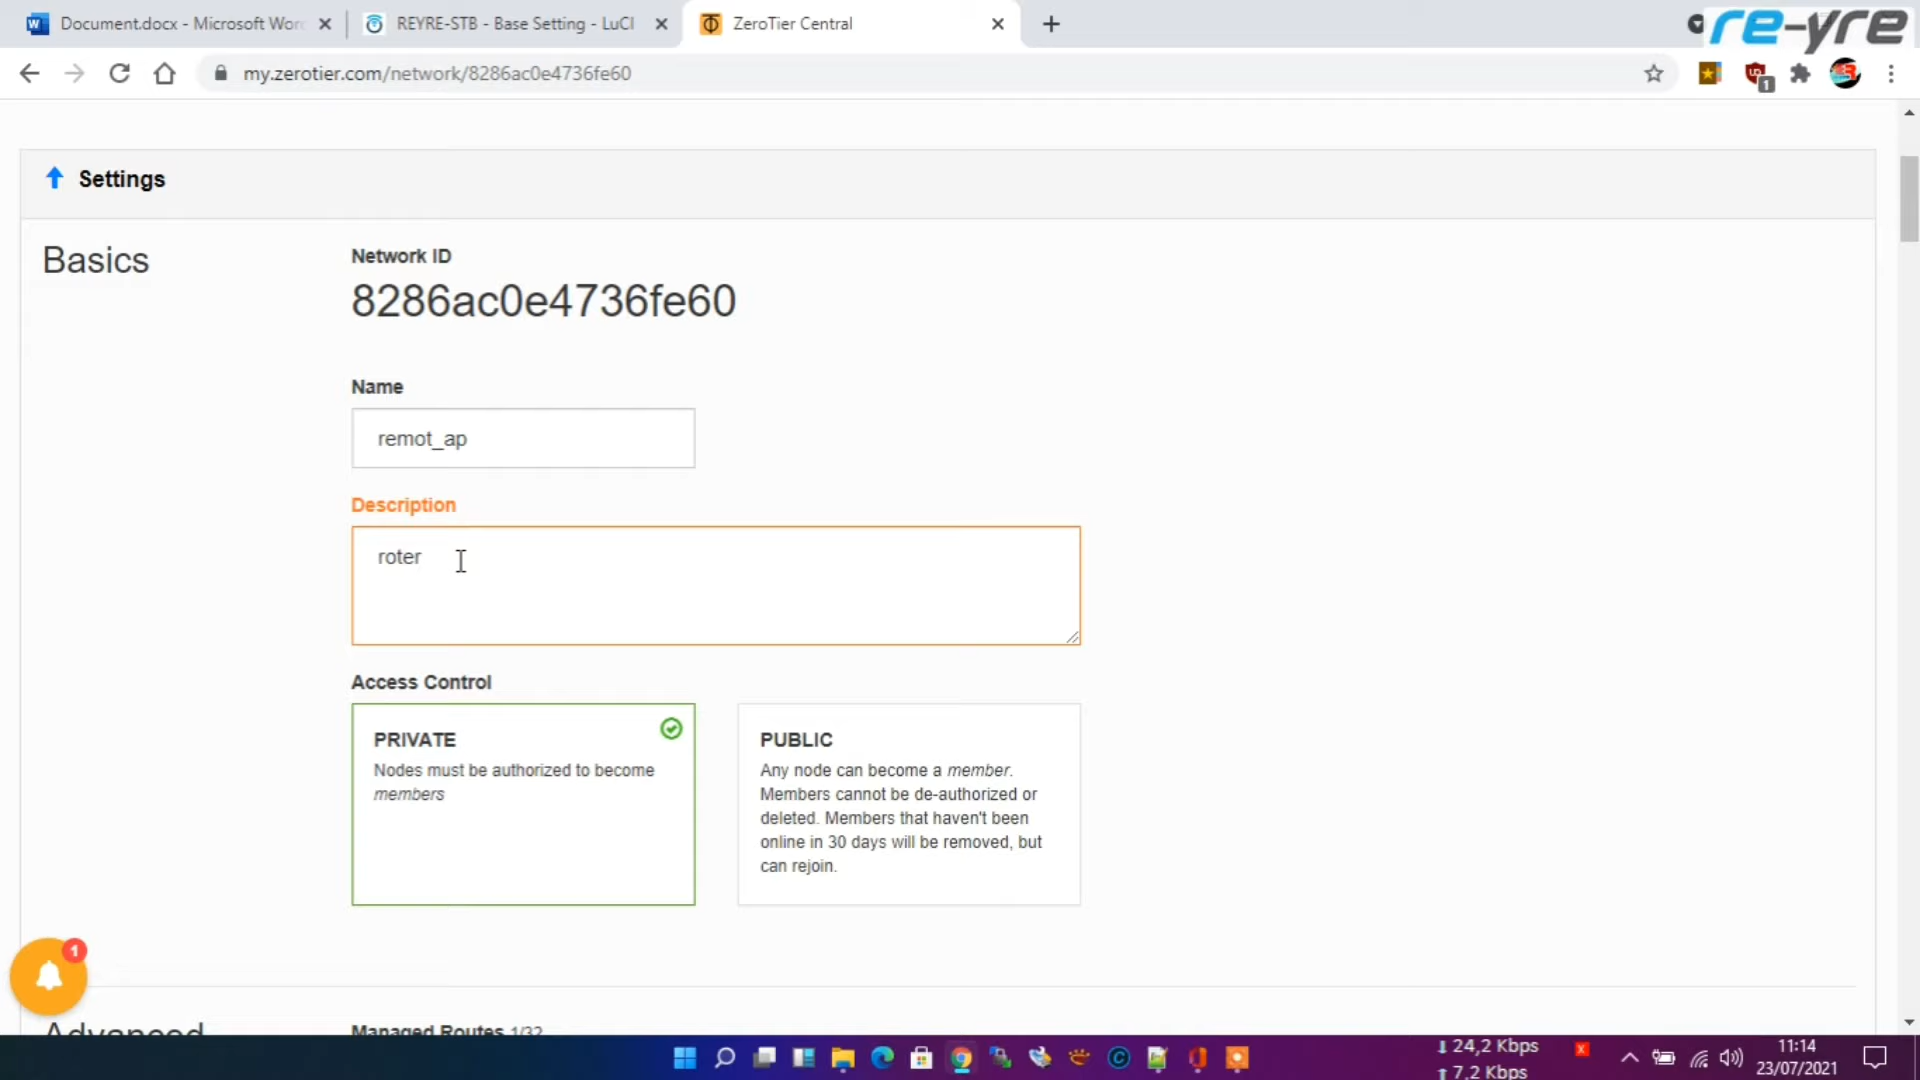 Document.docx - Microsoft Word
REYRE-STB - Base Setting - LuCI
ZeroTier Central
re-yre
my.zerotier.com/network/8286ac0e4736fe60
1
Settings
Basics
Network ID
8286ac0e4736fe60
Name
remot_ap
Description
roter
Access Control
PRIVATE
Nodes must be authorized to become
members
PUBLIC
Any node can become a member.
Members cannot be de-authorized or
deleted. Members that haven't been
online in 30 days will be removed, but
can rejoin.
1
Advanced
Managed Routes 1/32
24,2 Kbps
7,2 Kbps
x
11:14
23/07/2021